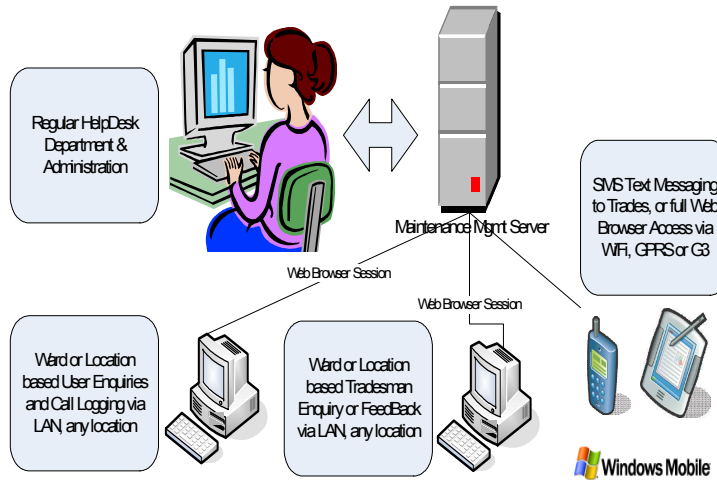 Regular HelpDesk
Department &
Administration
Maintenance Mgmt Server
SMS Text Messaging
to Trades, or full Web
Browser Access via
WiFi, GPRS or G3
Web Browser Session
Web Browser Session
Ward or Location
based User Enquiries
and Call Logging via
LAN, any location
Ward or Location
based Tradesman
Enquiry or FeedBack
via LAN, any location
Windows Mobile